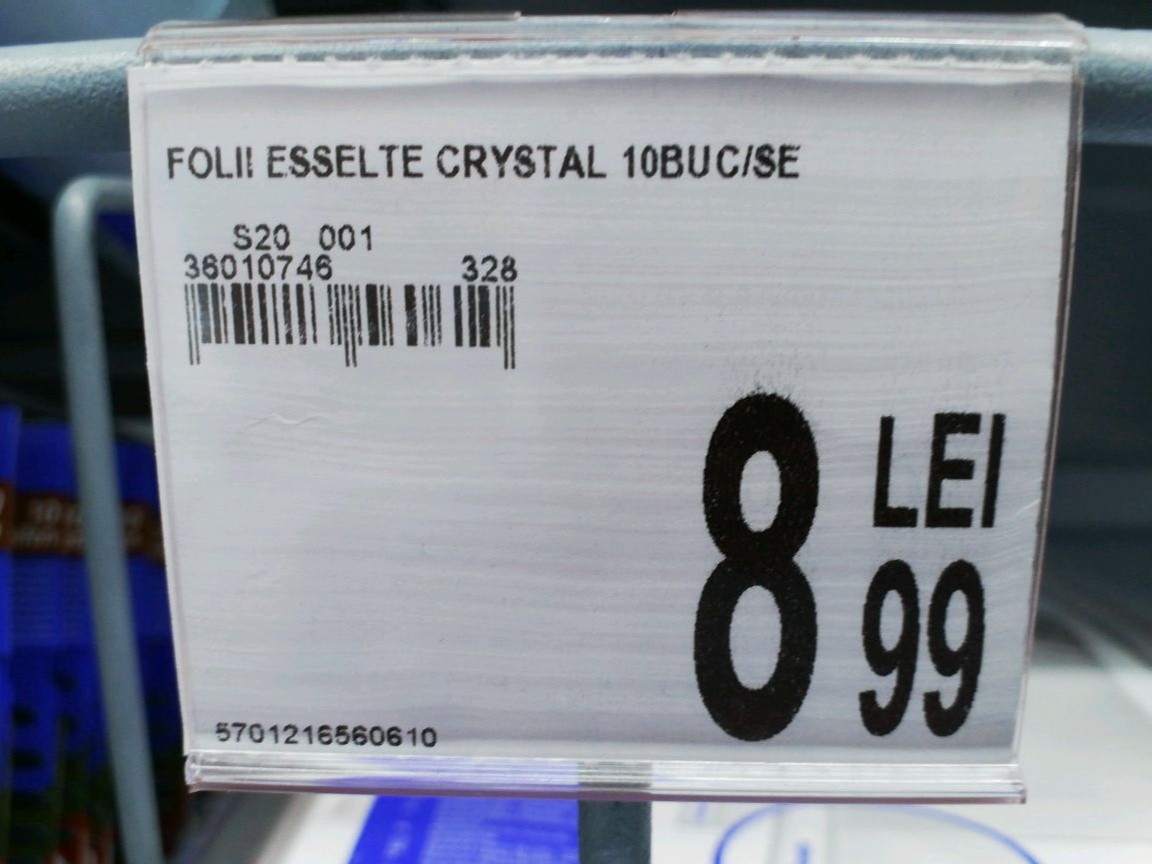 FOLII ESSELTE CRYSTAL 10BUC/SE
S20 001
36010746 328
8 LEI
99
5701216560610